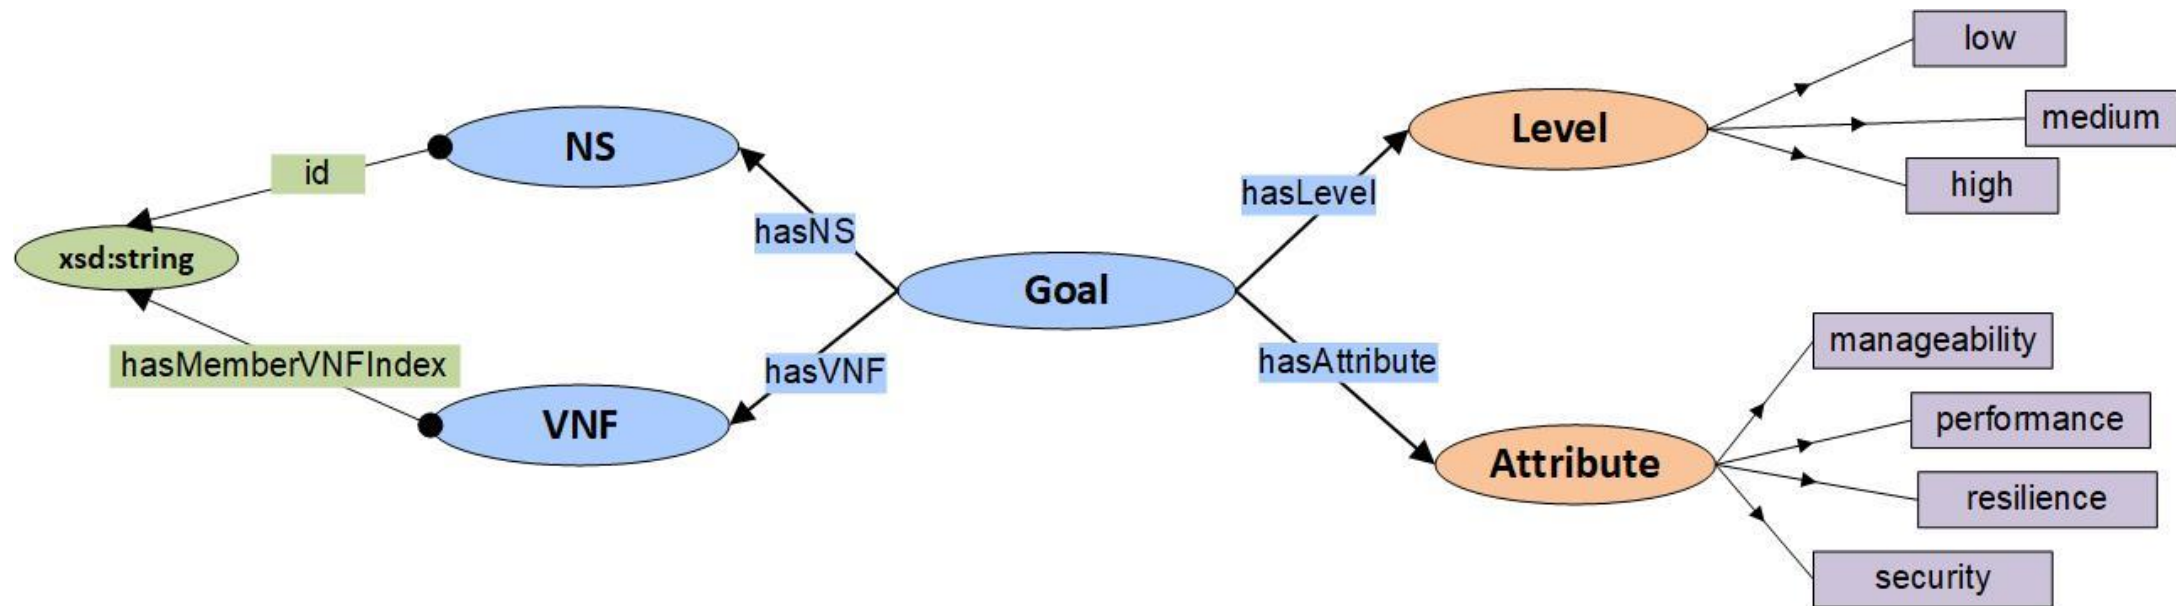 low
medium
high
Level
NS
id
hasLevel
hasNS
xsd:string
Goal
manageability
hasMemberVNFIndex
hasVNF
hasAttribute
performance
VNF
Attribute
resilience
security